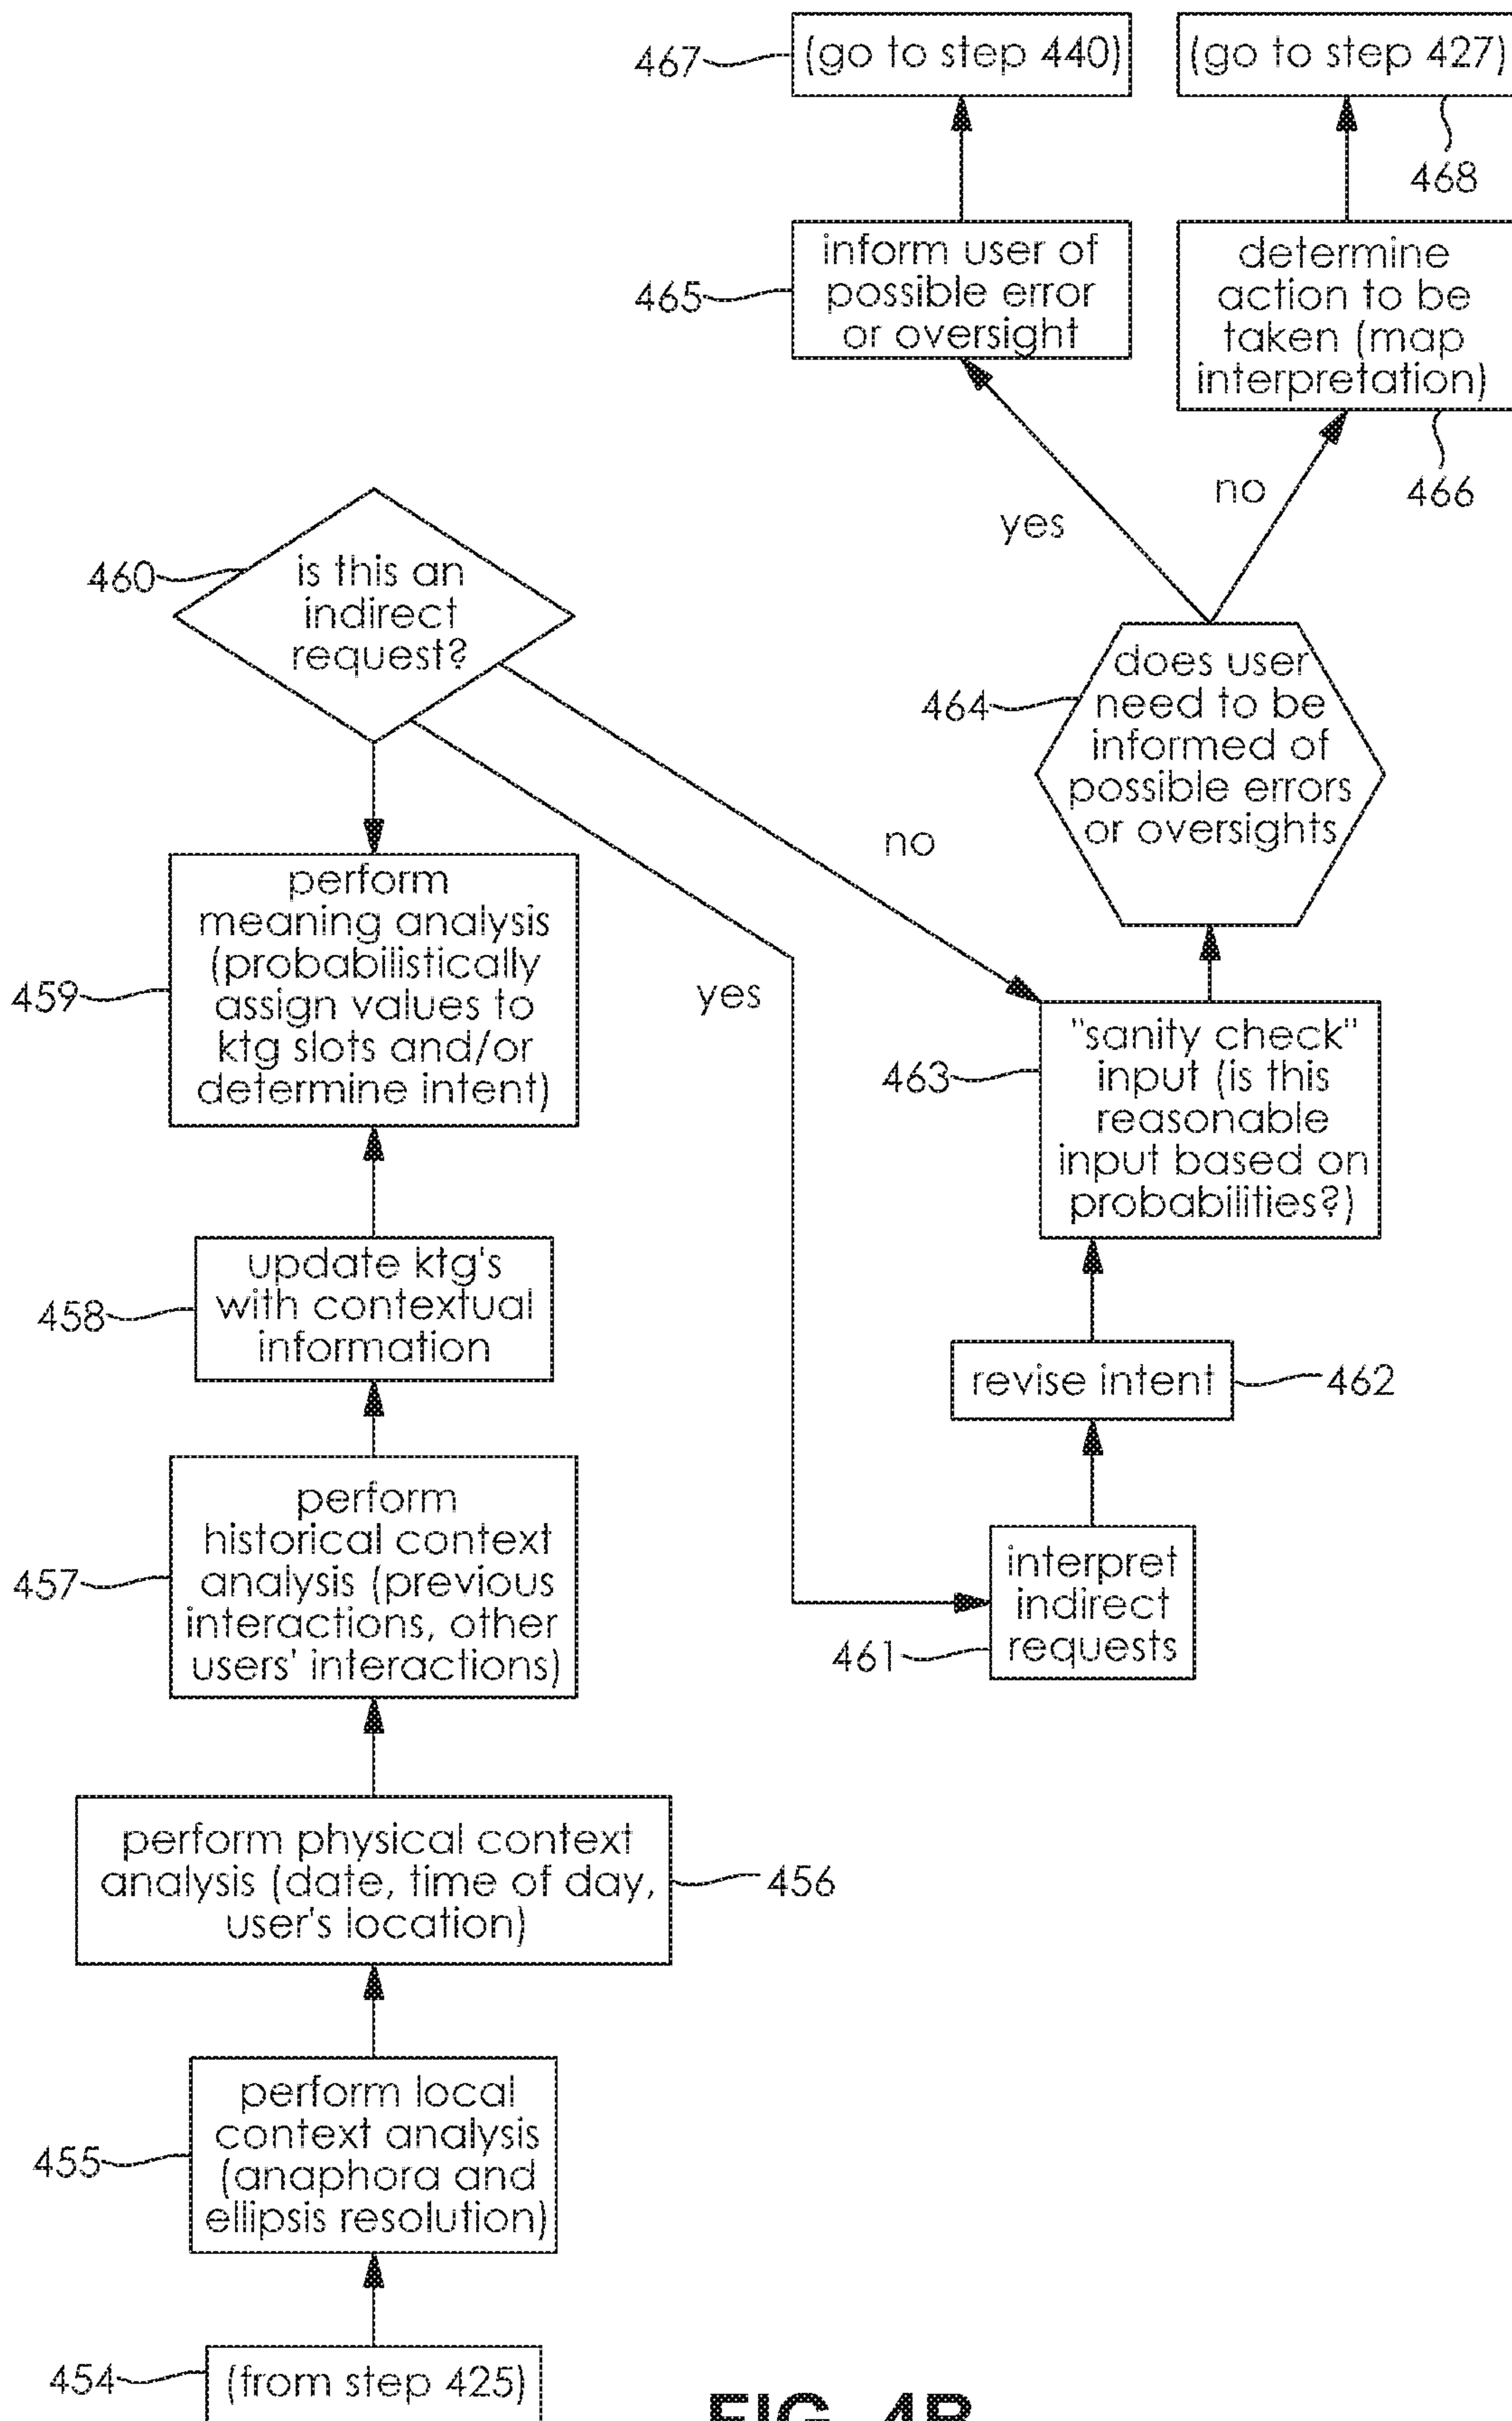 467
(go to step 440)
(go to step 427)
468
465
inform user of
possible error
or oversight
determine
action to be
taken (map
interpretation)
466
yes
no
460
is this an
indirect
request?
464
does user
need to be
informed of
possible errors
or oversights
no
yes
459
perform
meaning analysis
(probabilistically
assign values to
ktg slots and/or
determine intent)
463
"sanity check"
input (is this
reasonable
input based on
probabilities?)
458
update ktg's
with contextual
information
revise intent
462
457
perform
historical context
analysis (previous
interactions, other
users' interactions)
461
interpret
indirect
requests
perform physical context
analysis (date, time of day,
user's location)
456
455
perform local
context analysis
(anaphora and
ellipsis resolution)
454
(from step 425)
FIG. 4B